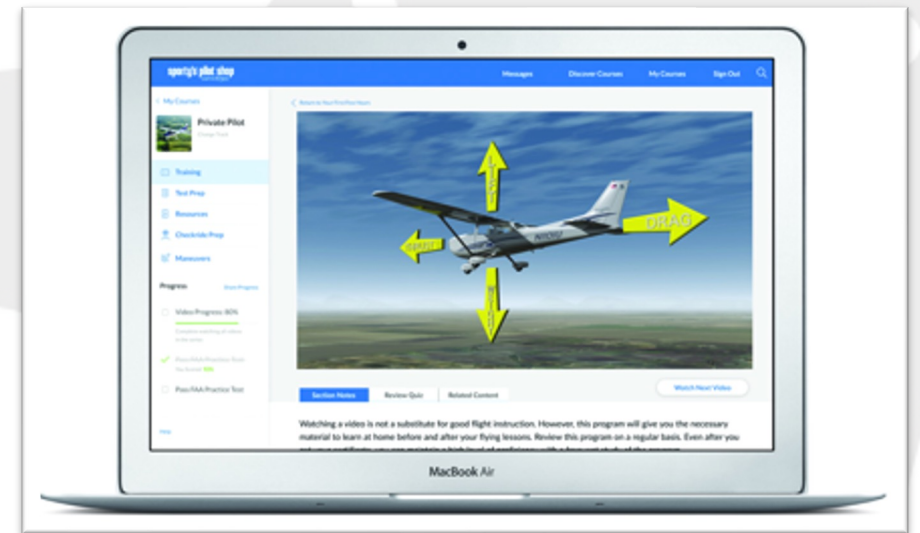 sporty's pilot shop
Messages
Discover Courses
My Courses
Sign Out
My Courses
Private Pilot
Training
Test Prep
Resources
Checkride Prep
Maneuvers
Progress
Share Progress
Video Progress: 80%
Pass FAA Practice Test
Help
DRAG
Watch Next Video
Section Notes
Review Quiz
Related Content
Watching a video is not a substitute for good flight instruction. However, this program will give you the necessary
material to learn at home before and after your flying lessons. Review this program on a regular basis. Even after you
MacBook Air